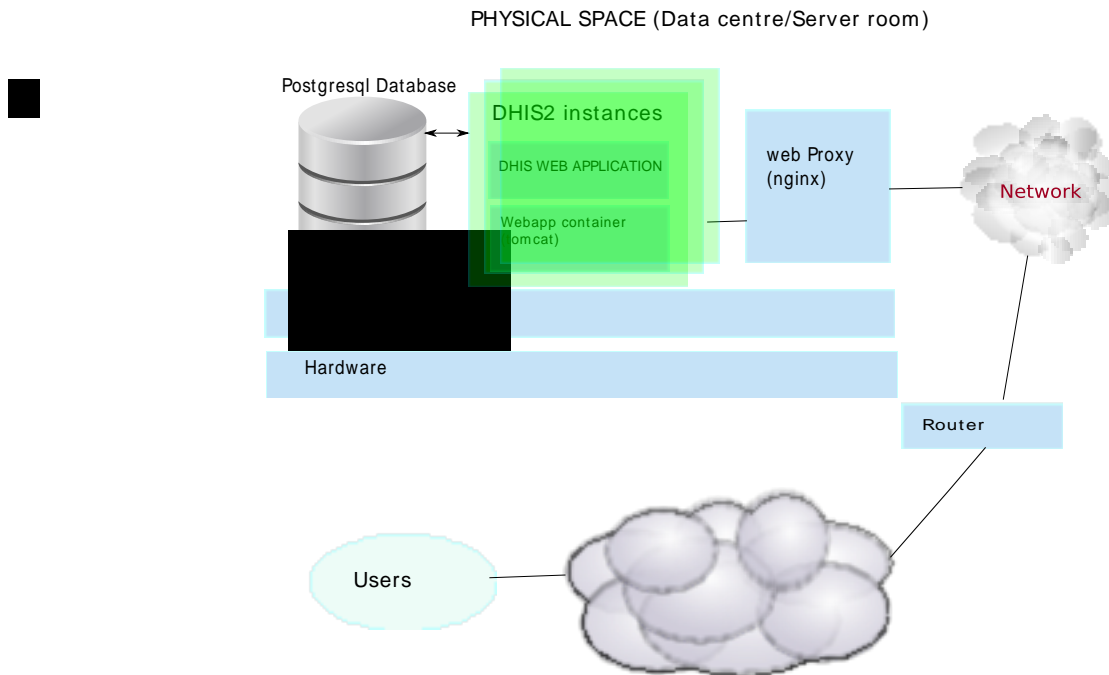 PHYSICAL SPACE (Data centre/Server room)
Postgresql Database
DHIS2 instances
DHIS WEB APPLICATION
Webapp container
tomcat)
web Proxy
(nginx)
Network
Hardware
Router
Users